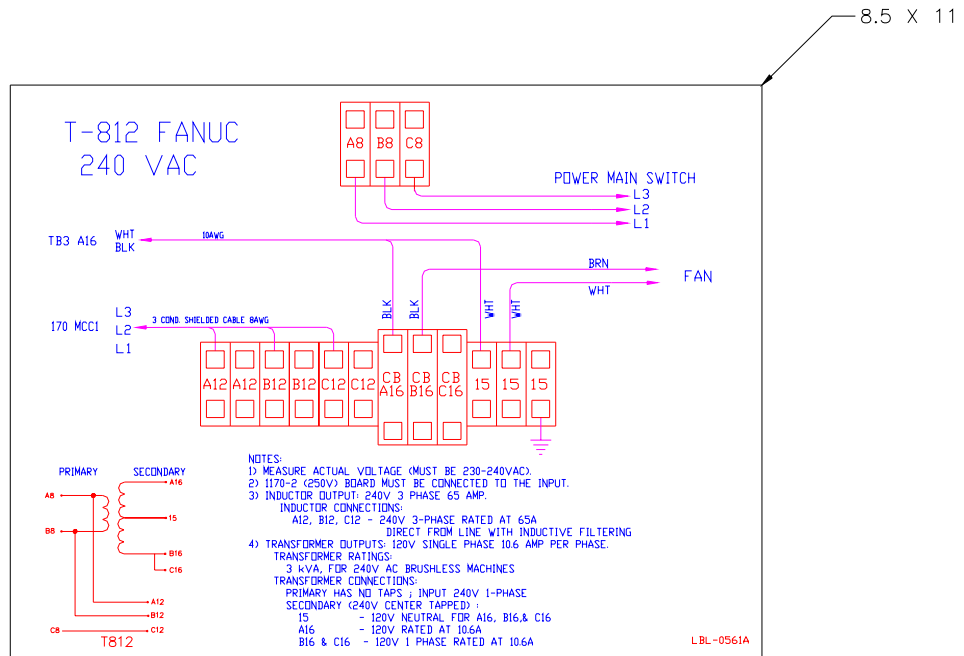 8.5 X 11
T-812 FANUC
240 VAC
A8 B8 C8
POWER MAIN SWITCH
L3
L2
L1
TB3 A16
WHT
BLK
10AWG
BRN
WHT
FAN
BLK
BLK
WHT
WHT
170 MCC1
L3
L2
L1
3 COND. SHIELDED CABLE 8AWG
A12 A12 B12 B12 C12 C12 CB A16 CB B16 CB C16 15 15 15
PRIMARY
SECONDARY
A8
B8
C8
A16
15
B16
C16
A12
B12
C12
T812
NOTES:
1) MEASURE ACTUAL VOLTAGE (MUST BE 230-240VAC).
2) 1170-2 (250V) BOARD MUST BE CONNECTED TO THE INPUT.
3) INDUCTOR OUTPUT: 240V 3 PHASE 65 AMP.
INDUCTOR CONNECTIONS:
A12, B12, C12 - 240V 3-PHASE RATED AT 65A
DIRECT FROM LINE WITH INDUCTIVE FILTERING
4) TRANSFORMER OUTPUTS: 120V SINGLE PHASE 10.6 AMP PER PHASE.
TRANSFORMER RATINGS:
3 kVA, FOR 240V AC BRUSHLESS MACHINES
TRANSFORMER CONNECTIONS:
PRIMARY HAS NO TAPS ; INPUT 240V 1-PHASE
SECONDARY (240V CENTER TAPPED) :
15 - 120V NEUTRAL FOR A16, B16,& C16
A16 - 120V RATED AT 10.6A
B16 & C16 - 120V 1 PHASE RATED AT 10.6A
LBL-0561A